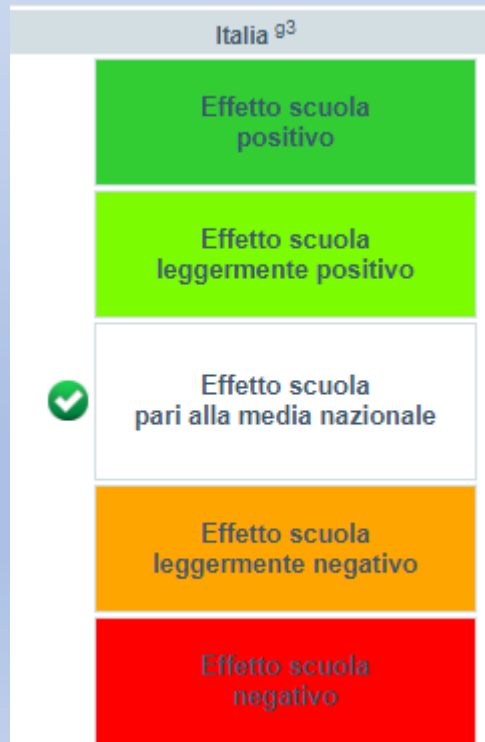 Italia g3
Effetto scuola
positivo
Effetto scuola
leggermente positivo
Effetto scuola
pari alla media nazionale
Effetto scuola
leggermente negativo
Effetto scuola
negativo